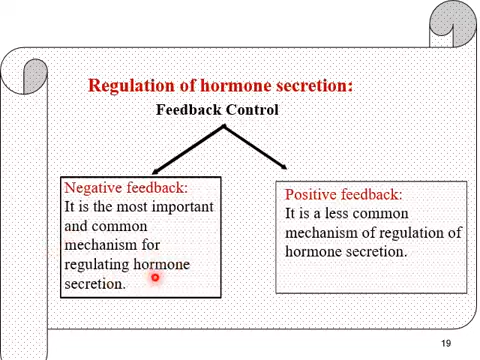 Regulation of hormone secretion:
Feedback Control
Negative feedback:
It is the most important
and common
mechanism for
regulating hormone
secretion.
Positive feedback:
It is a less common
mechanism of regulation of
hormone secretion.
19